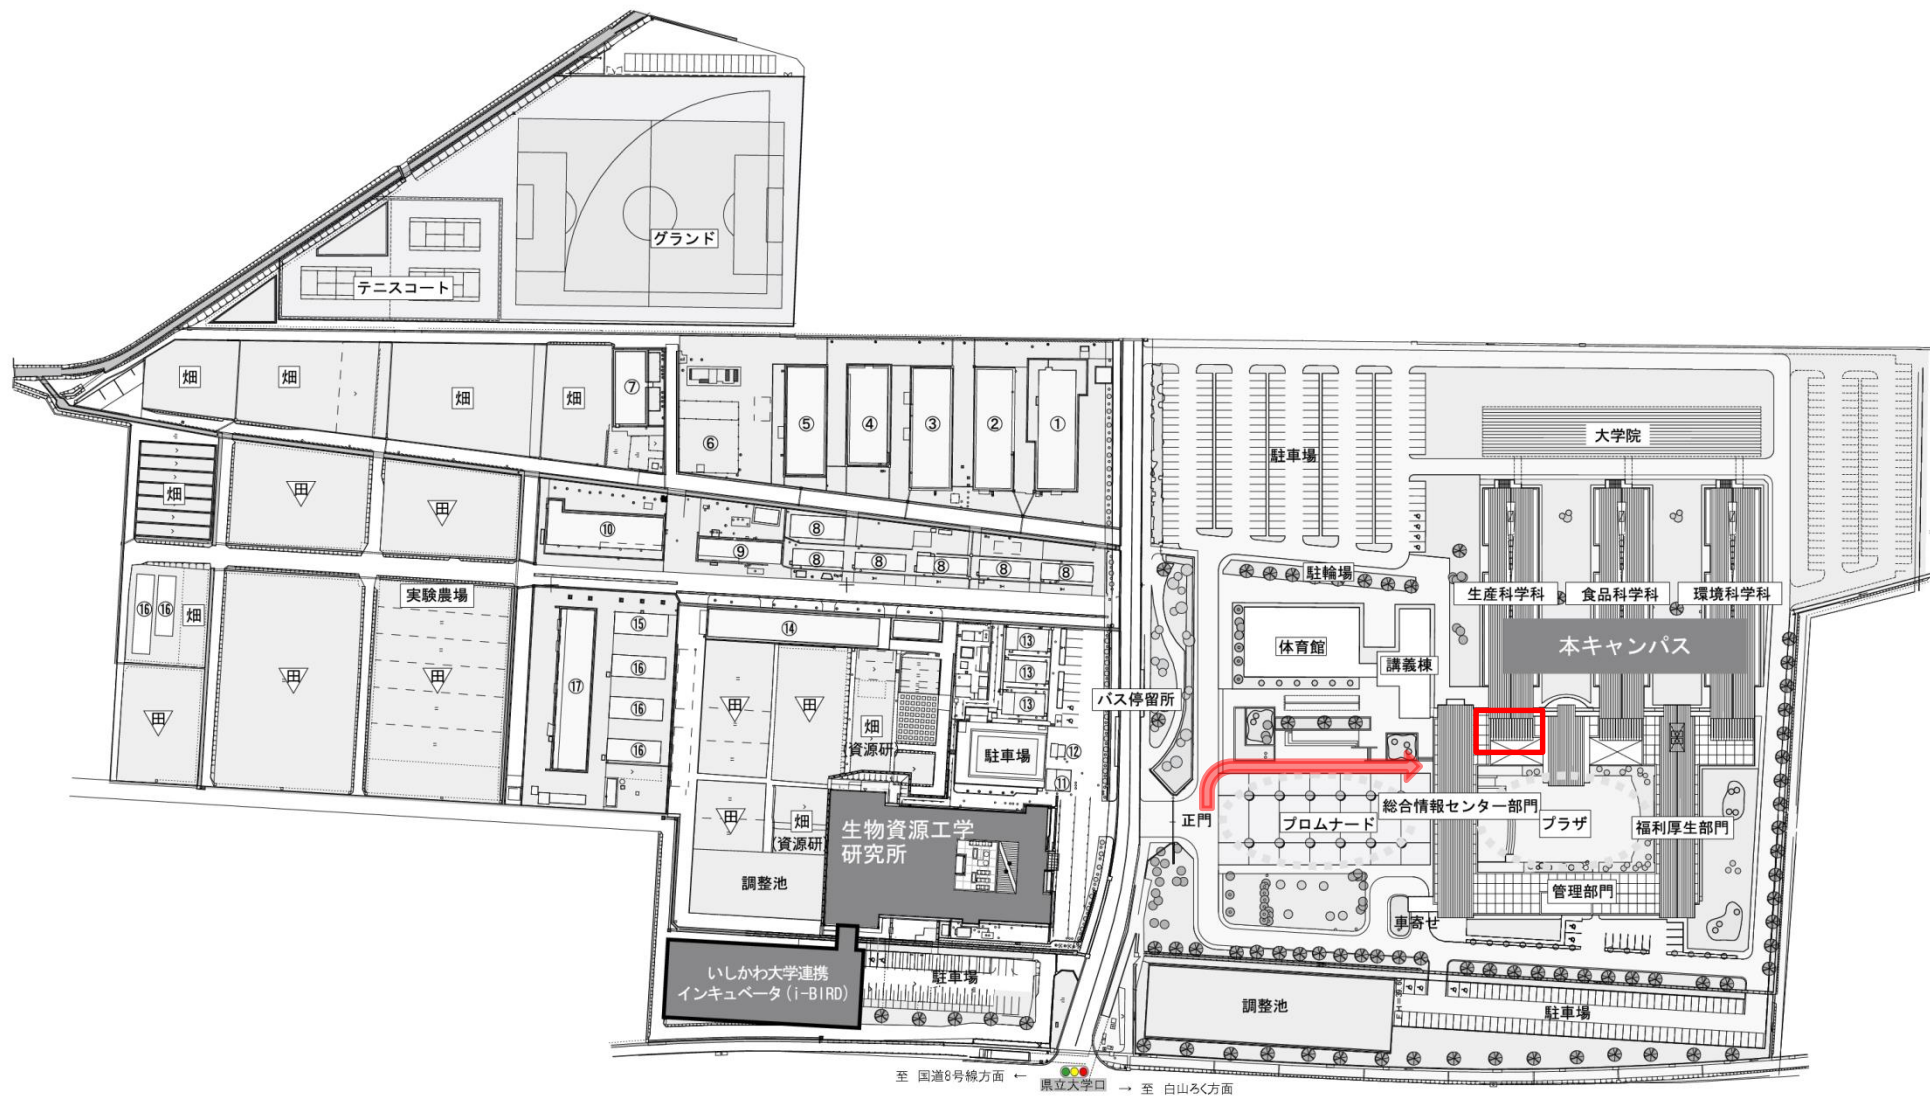 グランド
テニスコート
畑
畑
畑
畑
⑦
⑥
⑤
④
③
②
①
駐車場
大学院
畑
田
田
⑩
⑨
⑧
⑧
⑧
⑧
⑧
⑧
駐輪場
生産科学科
食品科学科
環境科学科
⑯
⑯
畑
実験農場
⑮
⑭
⑬
体育館
講義棟
本キャンパス
田
田
⑰
⑯
⑬
田
⑯
田
田
畑
(資源研)
⑬
バス停留所
⑯
駐車場
⑫
⑪
田
畑
(資源研)
生物資源工学
研究所
正門
プロムナード
総合情報センター部門
プラザ
福利厚生部門
調整池
管理部門
車寄せ
いしかわ大学連携
インキュベータ(i-BIRD)
駐車場
調整池
駐車場
至 国道8号線方面 ←
県立大学口
→ 至 白山ろく方面